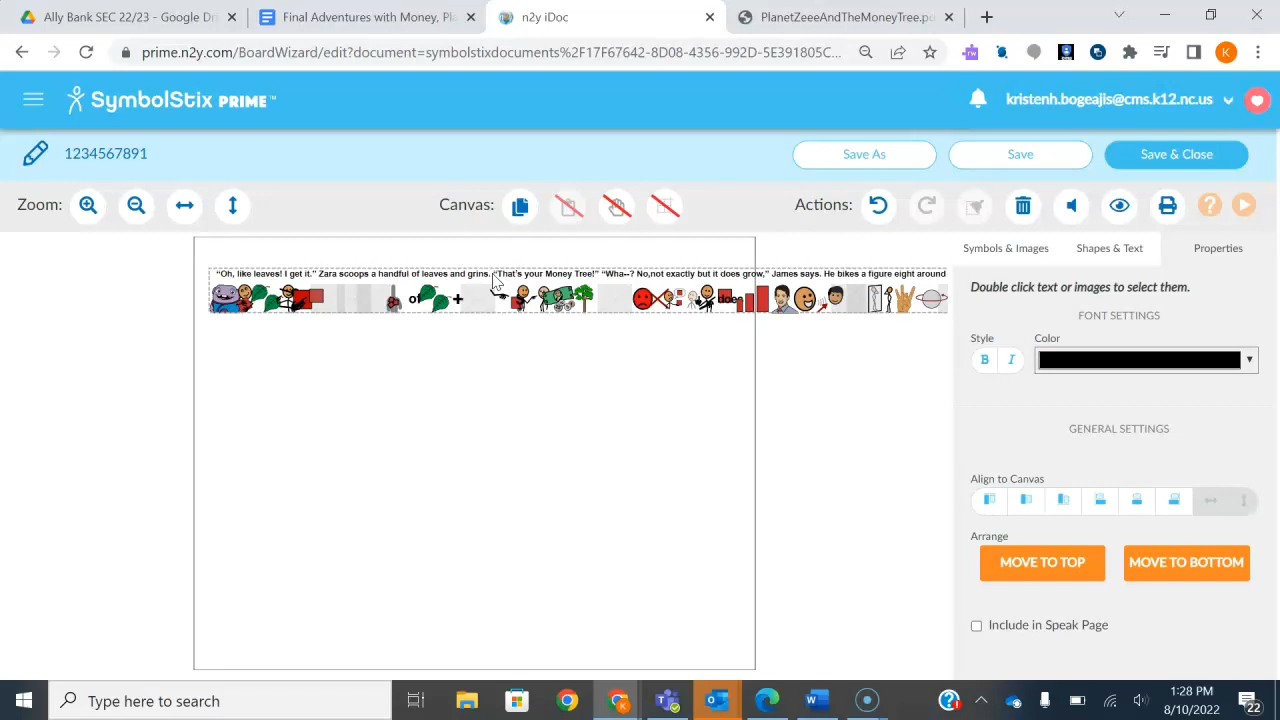 Ally Bank SEC 22/23 - Google Dri
Final Adventures with Money, Pl
n2y iDoc
PlanetZeeeAndTheMoneyTree.po
prime.n2y.com/BoardWizard/edit?document=symbolstixdocuments%2F17F67642-8D08-4356-992D-5E391805C...
rw
K
SymbolStix PRIME™
kristenh.bogeajis@cms.k12.nc.us
1234567891
Save As
Save
Save & Close
Zoom:
Canvas:
Actions:
Symbols & Images
Shapes & Text
Properties
"Oh, like leaves! I get it." Zara scoops a handful of leaves and grins. "That's your Money Tree!" "Wha--? No,not exactly but it does grow," James says. He bikes a figure eight around
of
+
does
Double click text or images to select them.
FONT SETTINGS
Style
Color
B
I
GENERAL SETTINGS
Align to Canvas
Arrange
MOVE TO TOP
MOVE TO BOTTOM
Include in Speak Page
Type here to search
1:28 PM
8/10/2022
22